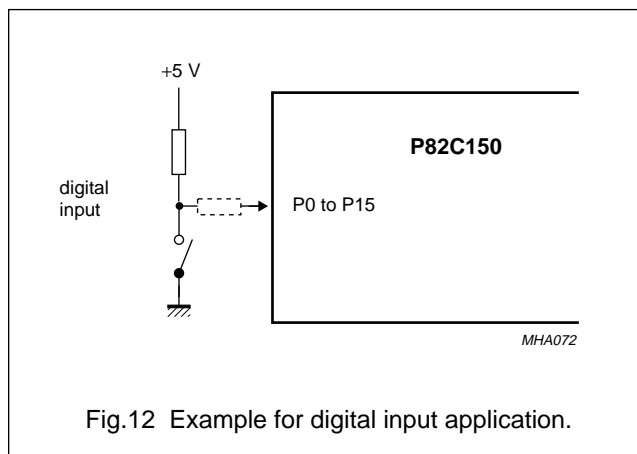 +5 V
P82C150
digital
input
P0 to P15
MHA072
Fig.12 Example for digital input application.